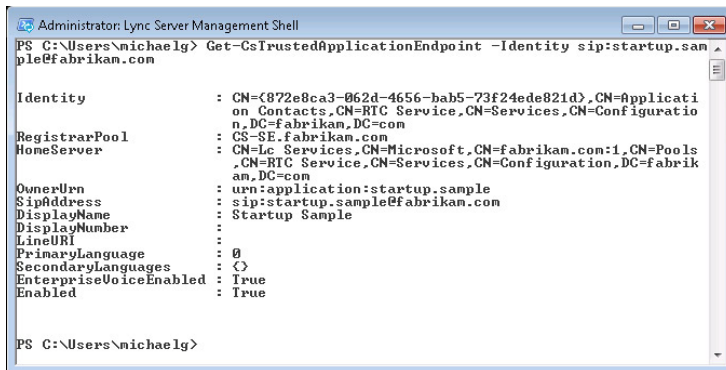 Administrator: Lync Server Management Shell
PS C:\Users\michaelg> Get-CsTrustedApplicationEndpoint -Identity sip:startup.sam
ple@fabrikam.com
Identity : CN={872e8ca3-062d-4656-bab5-73f24ede821d},CN=Applicati
on Contacts,CN=RTC Service,CN=Services,CN=Configuratio
n,DC=fabrikam,DC=com
RegistrarPool : CS-SE.fabrikam.com
HomeServer : CN=Lc Services,CN=Microsoft,CN=fabrikam.com:1,CN=Pools
,CN=RTC Service,CN=Services,CN=Configuration,DC=fabrik
am,DC=com
OwnerUrn : urn:application:startup.sample
SipAddress : sip:startup.sample@fabrikam.com
DisplayName : Startup Sample
DisplayNumber :
LineURI :
PrimaryLanguage : 0
SecondaryLanguages : {}
EnterpriseVoiceEnabled : True
Enabled : True
PS C:\Users\michaelg>